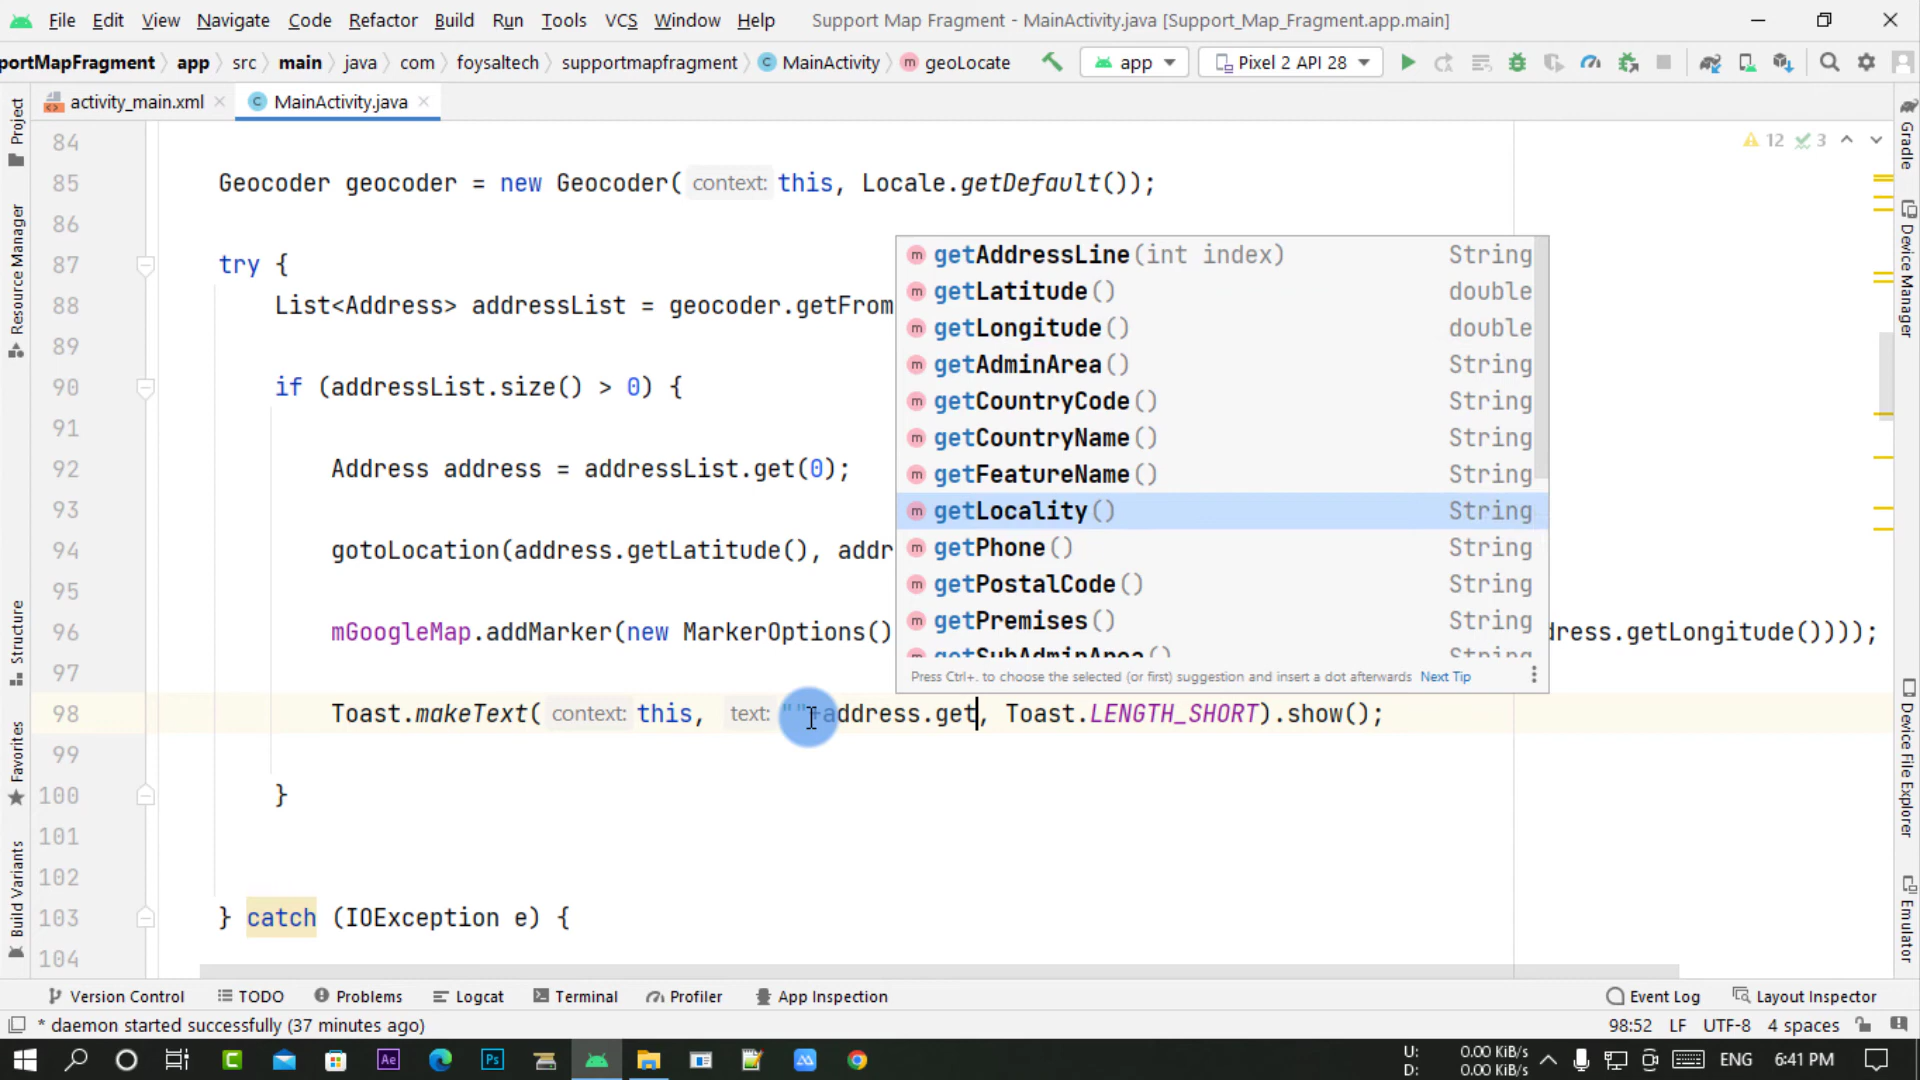 File Edit View Navigate Code Refactor Build Run Tools VCS Window Help Support Map Fragment - MainActivity.java [Support_Map_Fragment.app.main]
portMapFragment app src main java com foysaltech supportmapfragment MainActivity geoLocate app Pixel 2 API 28
activity_main.xml MainActivity.java
Project
Resource Manager
Structure
Favorites
Build Variants
Gradle
Device Manager
Device File Explorer
Emulator
12 3
84
85 Geocoder geocoder = new Geocoder( context: this, Locale.getDefault());
86
87 try {
88 List<Address> addressList = geocoder.getFrom
89
90 if (addressList.size() > 0) {
91
92 Address address = addressList.get(0);
93
94 gotoLocation(address.getLatitude(), addr
95
96 mGoogleMap.addMarker(new MarkerOptions() dress.getLongitude())));
97
98 Toast.makeText( context: this, text: ""+address.get, Toast.LENGTH_SHORT).show();
99
100 }
101
102
103 } catch (IOException e) {
104
getAddressLine(int index) String
getLatitude() double
getLongitude() double
getAdminArea() String
getCountryCode() String
getCountryName() String
getFeatureName() String
getLocality() String
getPhone() String
getPostalCode() String
getPremises() String
getSubAdminArea() String
Press Ctrl+. to choose the selected (or first) suggestion and insert a dot afterwards Next Tip
Version Control TODO Problems Logcat Terminal Profiler App Inspection Event Log Layout Inspector
* daemon started successfully (37 minutes ago) 98:52 LF UTF-8 4 spaces
C Ae Ps
U: 0.00 KiB/s
D: 0.00 KiB/s
ENG 6:41 PM